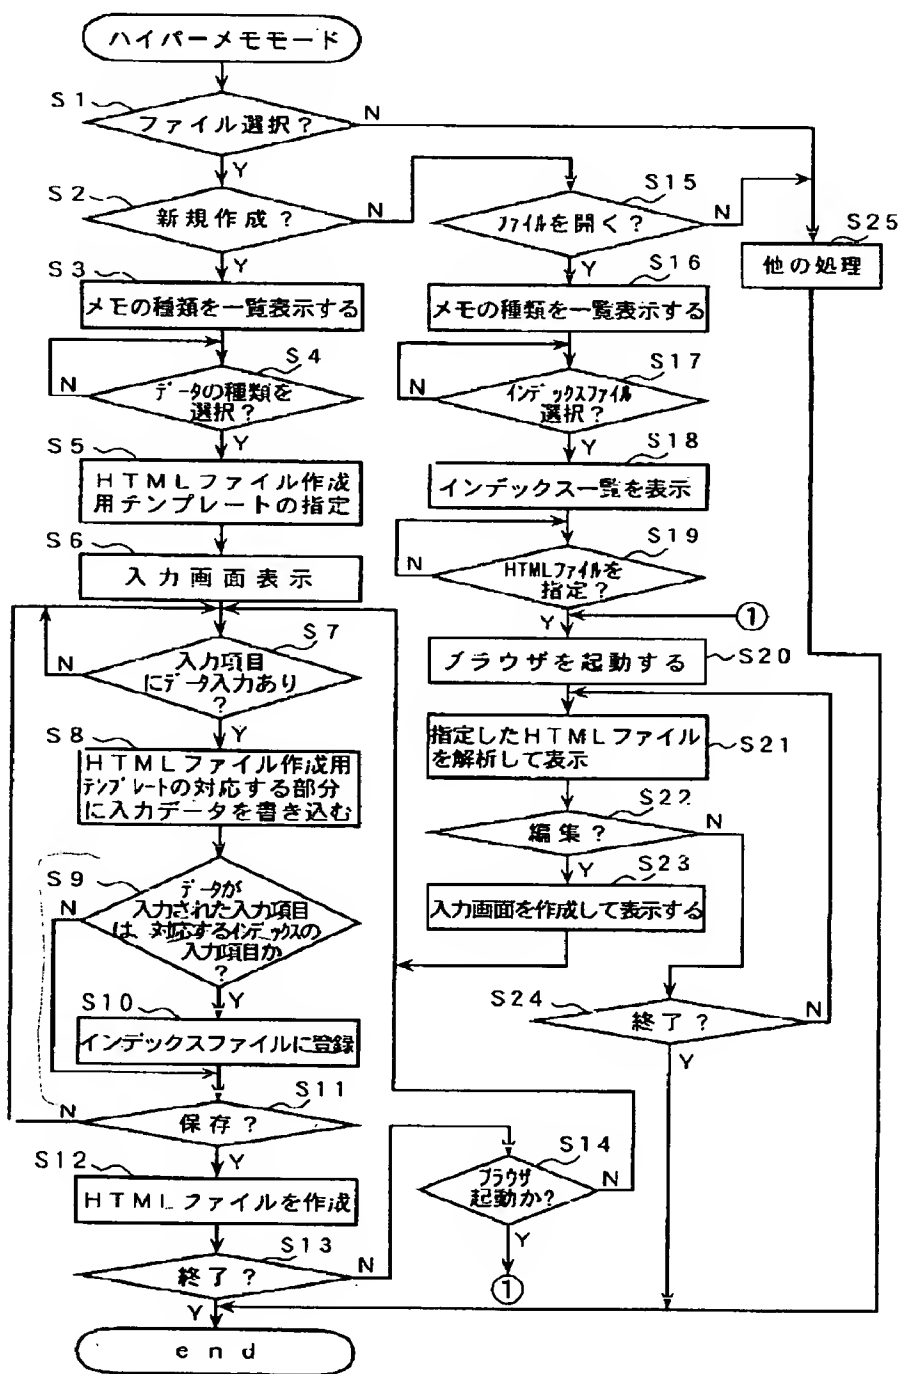 ハイパーメモモード
S1
ファイル選択？
N
Y
S2
新規作成？
N
Y
S3
メモの種類を一覧表示する
S4
データの種類を
選択？
N
Y
S5
HTMLファイル作成
用テンプレートの指定
S6
入力画面表示
S7
入力項目
にデータ入力あり
？
N
Y
S8
HTMLファイル作成用
テンプレートの対応する部分
に入力データを書き込む
S9
データが
入力された入力項目
は、対応するインデックスの
入力項目か
？
N
Y
S10
インデックスファイルに登録
S11
保存？
N
Y
S12
HTMLファイルを作成
S13
終了？
N
Y
end
S14
ブラウザ
起動か？
N
Y
①
S15
ファイルを開く？
N
Y
S16
メモの種類を一覧表示する
S17
インデックスファイル
選択？
N
Y
S18
インデックス一覧を表示
S19
HTMLファイルを
指定？
N
Y
①
ブラウザを起動する
S20
指定したHTMLファイル
を解析して表示
S21
S22
編集？
N
Y
S23
入力画面を作成して表示する
S24
終了？
N
Y
S25
他の処理